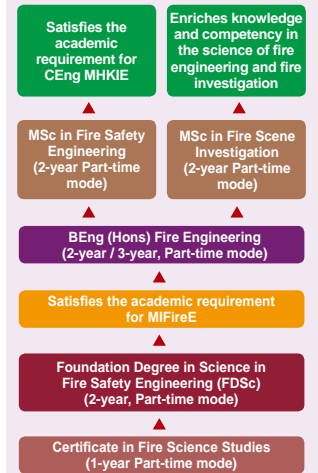 Satisfies the
academic
requirement for
CEng MHKIE
Enriches knowledge
and competency in
the science of fire
engineering and fire
investigation
MSc in Fire Safety
Engineering
(2-year Part-time
mode)
MSc in Fire Scene
Investigation
(2-year Part-time
mode)
BEng (Hons) Fire Engineering
(2-year / 3-year, Part-time mode)
Satisfies the academic requirement
for MIFireE
Foundation Degree in Science in
Fire Safety Engineering (FDSc)
(2-year, Part-time mode)
Certificate in Fire Science Studies
(1-year Part-time mode)